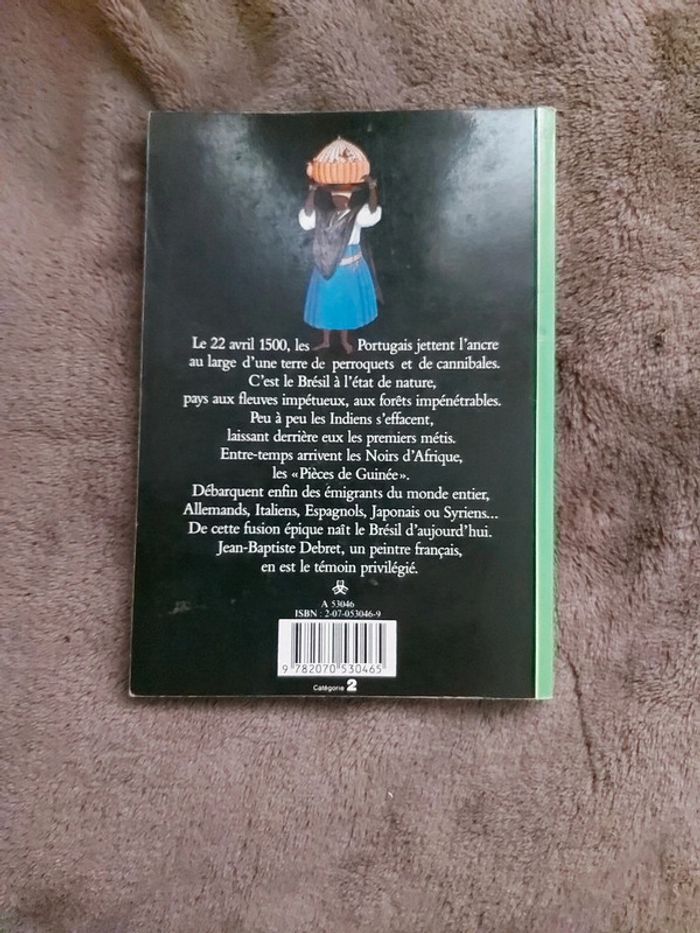 Le 22 avril 1500, les Portugais jettent l'ancre
au large d'une terre de perroquets et de cannibales.
C'est le Brésil à l'état de nature,
pays aux fleuves impétueux, aux forêts impénétrables.
Peu à peu les Indiens s'effacent,
laissant derrière eux les premiers métis.
Entre-temps arrivent les Noirs d'Afrique,
les «Pièces de Guinée».
Débarquent enfin des émigrants du monde entier,
Allemands, Italiens, Espagnols, Japonais ou Syriens...
De cette fusion épique naît le Brésil d'aujourd'hui.
Jean-Baptiste Debret, un peintre français,
en est le témoin privilégié.
A 53046
ISBN : 2-07-053046-9
9 782070 530465
Catégorie 2